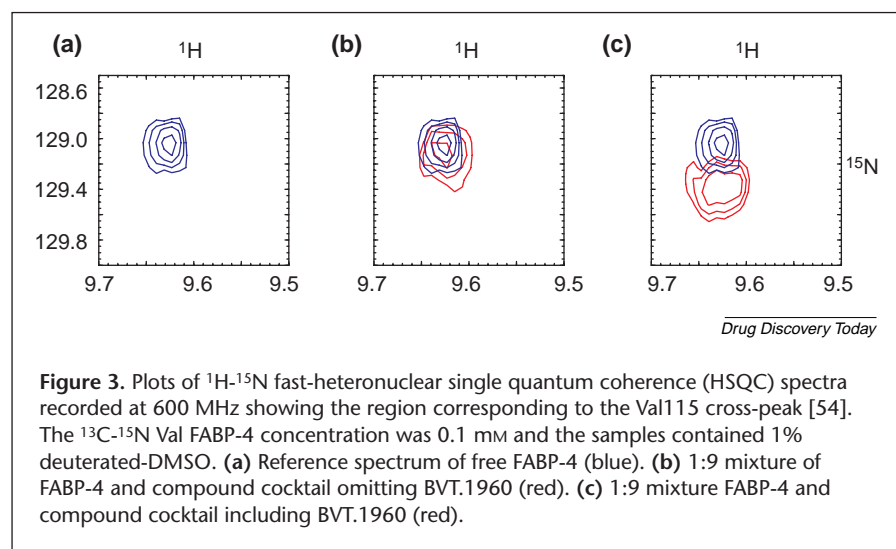 (a) (b) (c)
¹H ¹H ¹H
128.6
129.0
129.4
129.8
¹⁵N
9.7 9.6 9.5 9.7 9.6 9.5 9.7 9.6 9.5
Drug Discovery Today
Figure 3. Plots of ¹H-¹⁵N fast-heteronuclear single quantum coherence (HSQC) spectra
recorded at 600 MHz showing the region corresponding to the Val115 cross-peak [54].
The ¹³C-¹⁵N Val FABP-4 concentration was 0.1 mM and the samples contained 1%
deuterated-DMSO. (a) Reference spectrum of free FABP-4 (blue). (b) 1:9 mixture of
FABP-4 and compound cocktail omitting BVT.1960 (red). (c) 1:9 mixture FABP-4 and
compound cocktail including BVT.1960 (red).